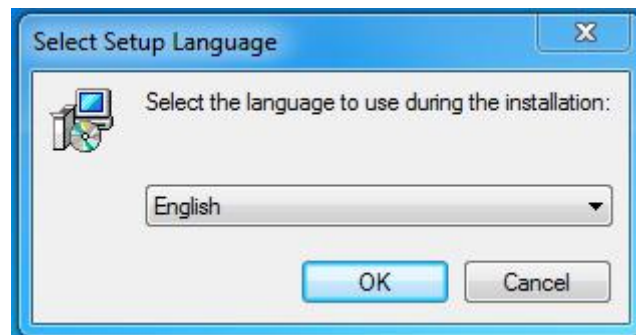 Select Setup Language
Select the language to use during the installation:
English
OK
Cancel